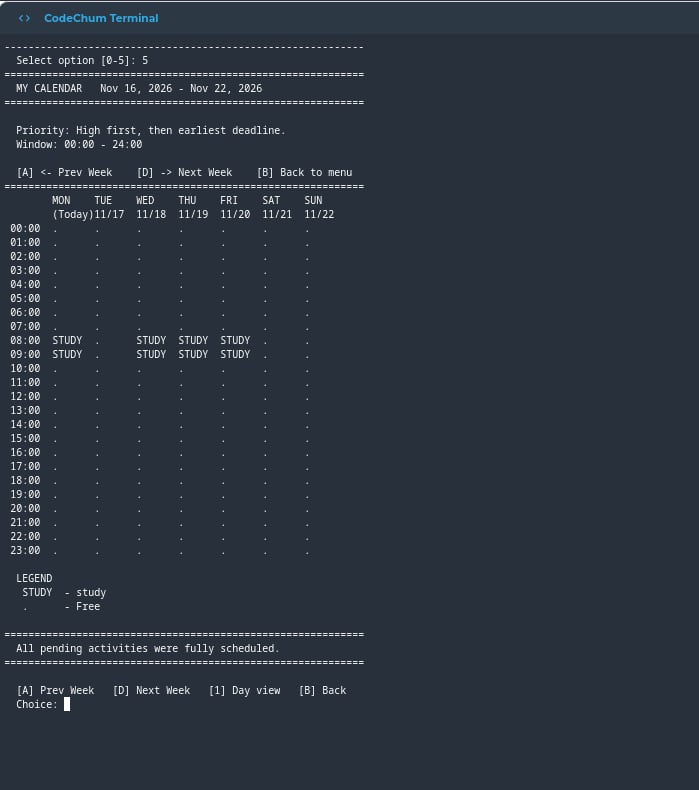 CodeChum Terminal
------------------------------------------------------------
  Select option [0-5]: 5
============================================================
  MY CALENDAR   Nov 16, 2026 - Nov 22, 2026
============================================================

  Priority: High first, then earliest deadline.
  Window: 00:00 - 24:00

  [A] <- Prev Week    [D] -> Next Week    [B] Back to menu
============================================================
        MON    TUE    WED    THU    FRI    SAT    SUN
        (Today)11/17  11/18  11/19  11/20  11/21  11/22
 00:00  .      .      .      .      .      .      .
 01:00  .      .      .      .      .      .      .
 02:00  .      .      .      .      .      .      .
 03:00  .      .      .      .      .      .      .
 04:00  .      .      .      .      .      .      .
 05:00  .      .      .      .      .      .      .
 06:00  .      .      .      .      .      .      .
 07:00  .      .      .      .      .      .      .
 08:00  STUDY  .      STUDY  STUDY  STUDY  .      .
 09:00  STUDY  .      STUDY  STUDY  STUDY  .      .
 10:00  .      .      .      .      .      .      .
 11:00  .      .      .      .      .      .      .
 12:00  .      .      .      .      .      .      .
 13:00  .      .      .      .      .      .      .
 14:00  .      .      .      .      .      .      .
 15:00  .      .      .      .      .      .      .
 16:00  .      .      .      .      .      .      .
 17:00  .      .      .      .      .      .      .
 18:00  .      .      .      .      .      .      .
 19:00  .      .      .      .      .      .      .
 20:00  .      .      .      .      .      .      .
 21:00  .      .      .      .      .      .      .
 22:00  .      .      .      .      .      .      .
 23:00  .      .      .      .      .      .      .

  LEGEND
   STUDY  - study
   .      - Free

============================================================
  All pending activities were fully scheduled.
============================================================

  [A] Prev Week   [D] Next Week   [1] Day view   [B] Back
  Choice: